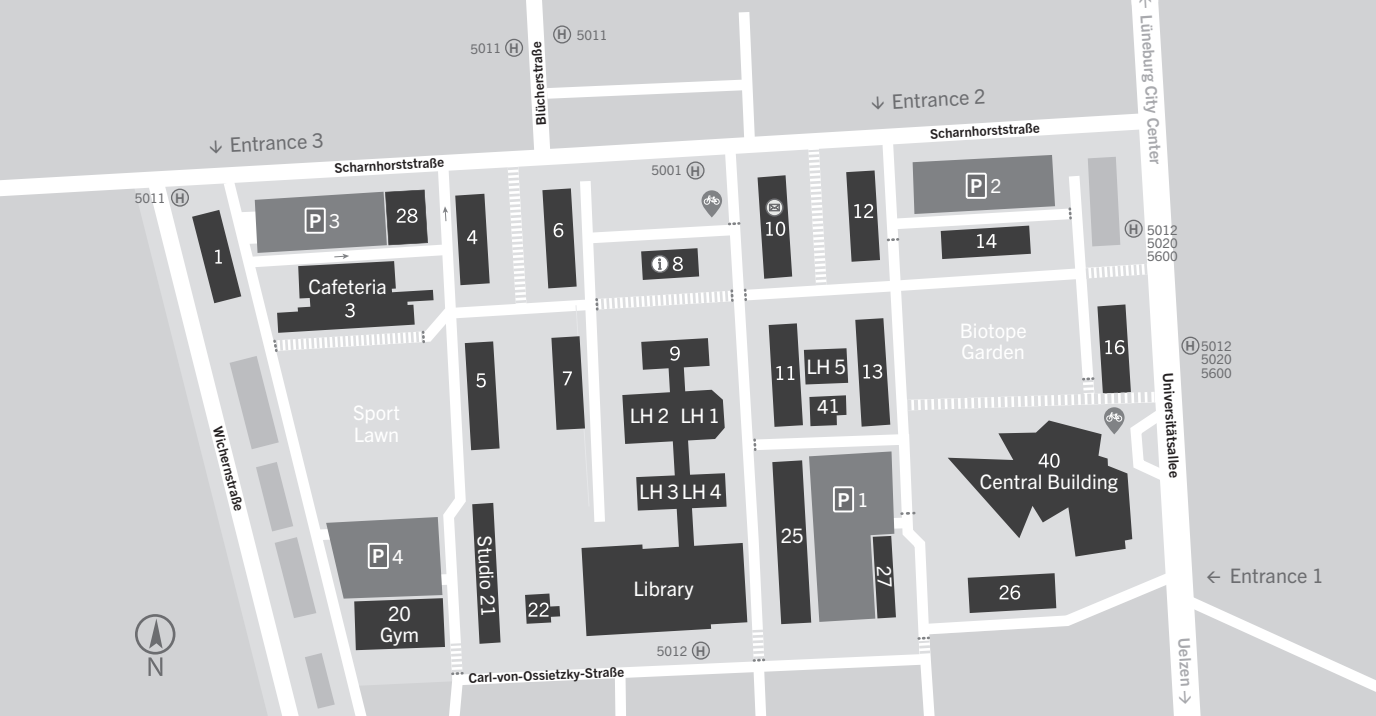 Lüneburg City Center
5011 H
H 5011
Blücherstraße
Entrance 2
Scharnhorststraße
Entrance 3
Scharnhorststraße
5001 H
5011 H
P 3
28
4
6
10
12
P 2
14
H 5012
5020
5600
1
i 8
Cafeteria
3
Biotope
Garden
16
H 5012
5020
5600
5
7
9
11
LH 5
13
41
Sport
Lawn
LH 2
LH 1
Universitätsallee
Wichernstraße
40
Central Building
LH 3
LH 4
P 1
25
27
P 4
Studio 21
Library
26
Entrance 1
20
Gym
22
N
5012 H
Carl-von-Ossietzky-Straße
Uelzen